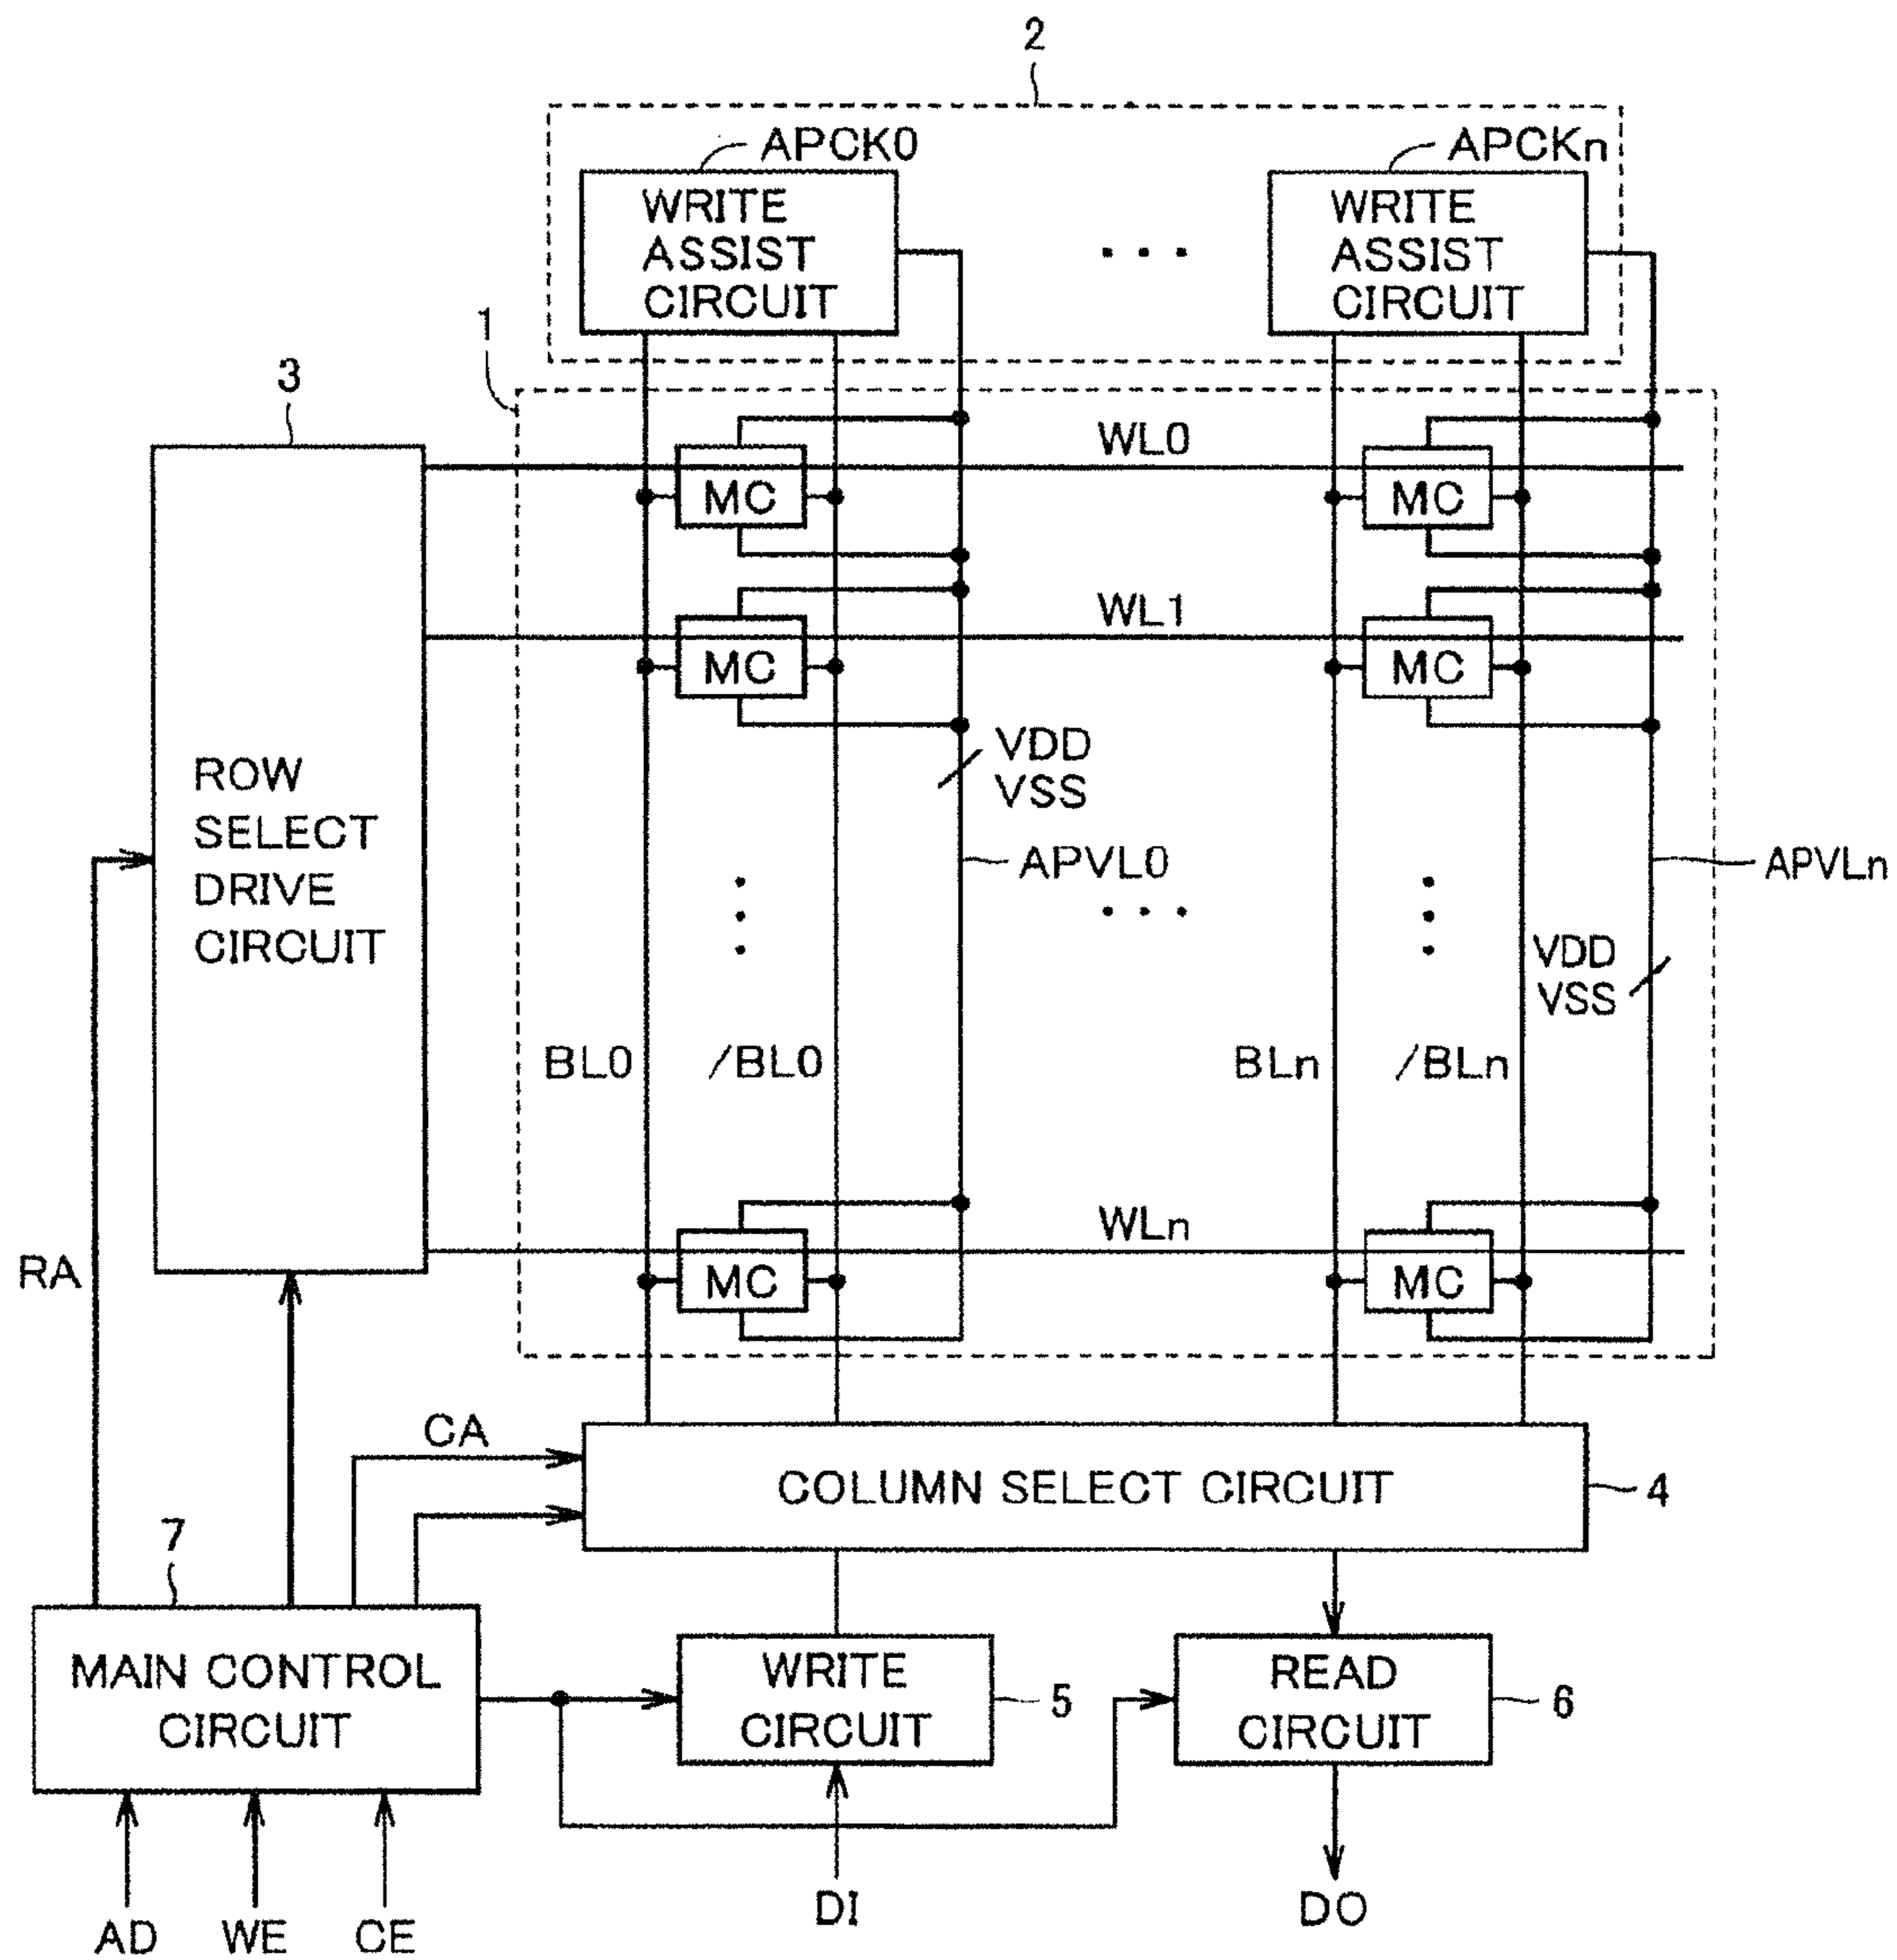 2
APCK0
APCKn
WRITE
ASSIST
CIRCUIT
. . .
WRITE
ASSIST
CIRCUIT
1
3
WL0
MC
MC
WL1
MC
MC
VDD
VSS
ROW
SELECT
DRIVE
CIRCUIT
APVL0
APVLn
. . .
VDD
VSS
BL0
/BL0
BLn
/BLn
WLn
MC
MC
RA
CA
COLUMN SELECT CIRCUIT
4
7
MAIN CONTROL
CIRCUIT
WRITE
CIRCUIT
5
READ
CIRCUIT
6
AD
WE
CE
DI
DO